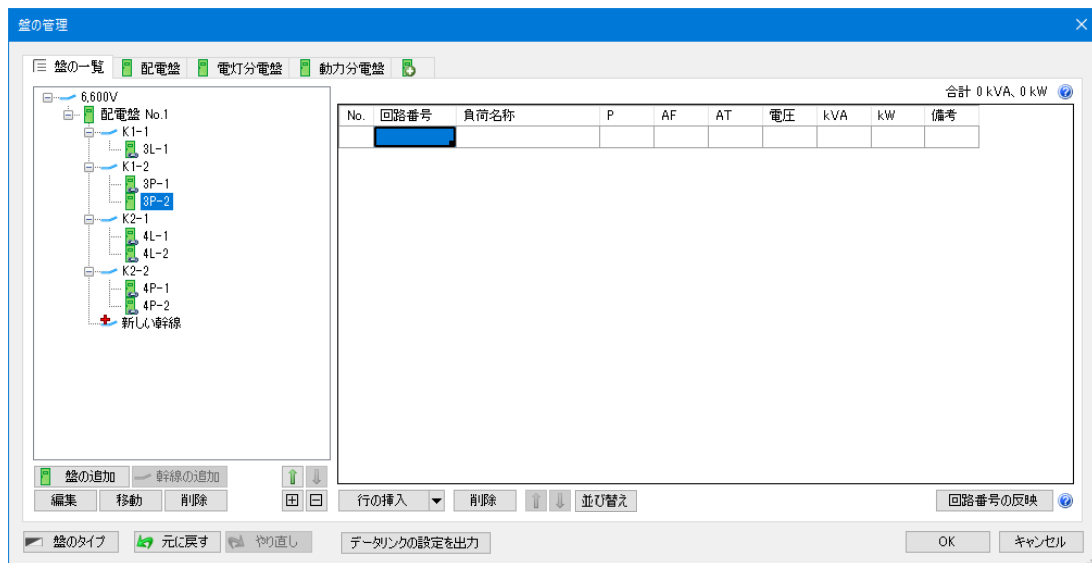 盤の管理
盤の一覧 配電盤 電灯分電盤 動力分電盤
合計 0 kVA、0 kW
6,600V
配電盤 No.1
K1-1
3L-1
K1-2
3P-1
3P-2
K2-1
4L-1
4L-2
K2-2
4P-1
4P-2
新しい幹線
No. 回路番号 負荷名称 P AF AT 電圧 kVA kW 備考
盤の追加 幹線の追加
編集 移動 削除
行の挿入 削除 並び替え 回路番号の反映
盤のタイプ 元に戻す やり直し データリンクの設定を出力 OK キャンセル